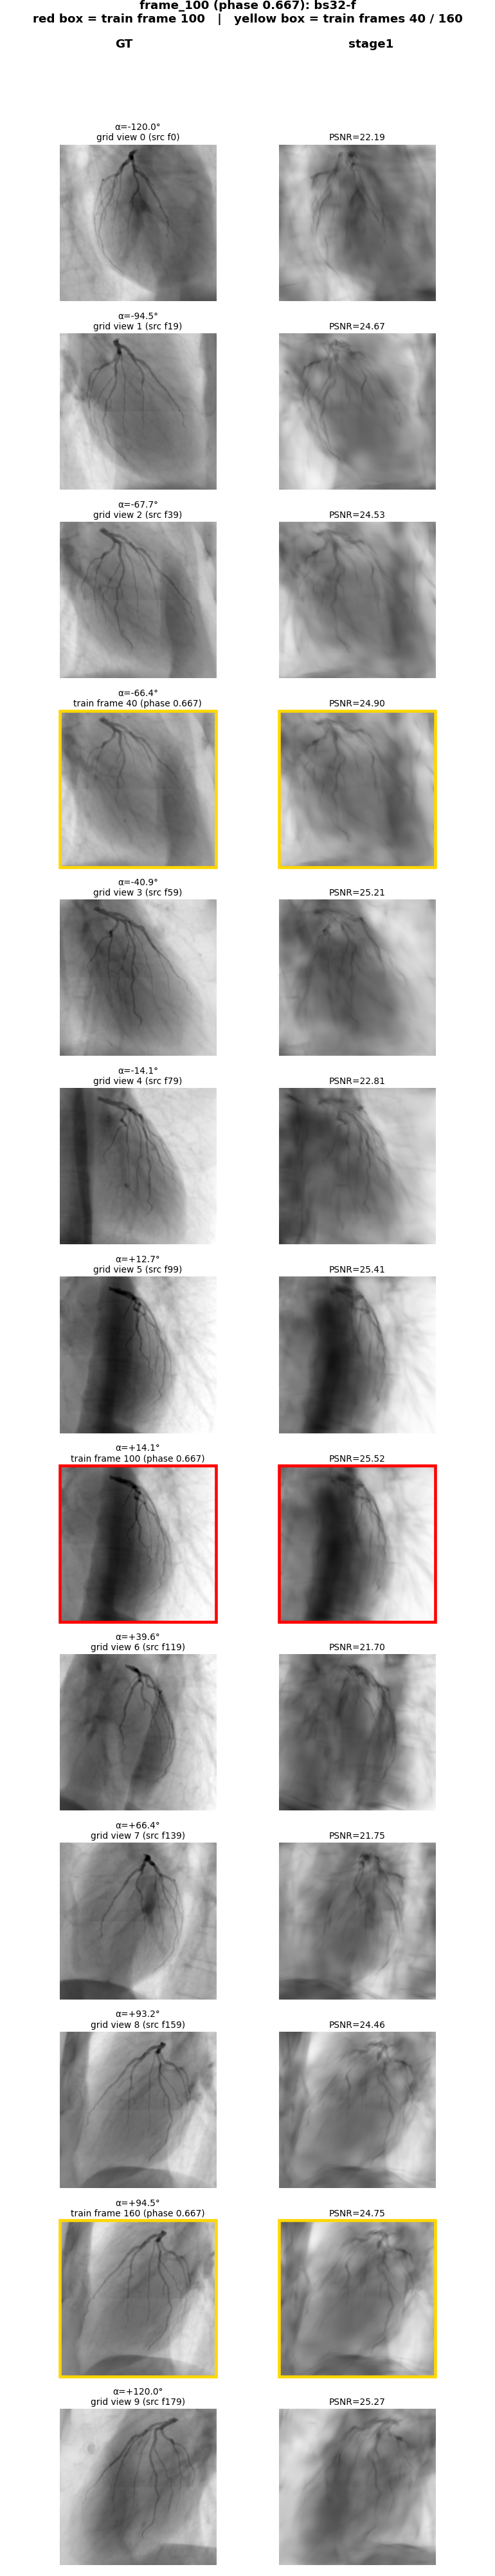 frame_100 (phase 0.667): bs32-f
red box = train frame 100 | yellow box = train frames 40 / 160
GT stage1
α=-120.0°
grid view 0 (src f0) PSNR=22.19
α=-94.5°
grid view 1 (src f19) PSNR=24.67
α=-67.7°
grid view 2 (src f39) PSNR=24.53
α=-66.4°
train frame 40 (phase 0.667) PSNR=24.90
α=-40.9°
grid view 3 (src f59) PSNR=25.21
α=-14.1°
grid view 4 (src f79) PSNR=22.81
α=+12.7°
grid view 5 (src f99) PSNR=25.41
α=+14.1°
train frame 100 (phase 0.667) PSNR=25.52
α=+39.6°
grid view 6 (src f119) PSNR=21.70
α=+66.4°
grid view 7 (src f139) PSNR=21.75
α=+93.2°
grid view 8 (src f159) PSNR=24.46
α=+94.5°
train frame 160 (phase 0.667) PSNR=24.75
α=+120.0°
grid view 9 (src f179) PSNR=25.27